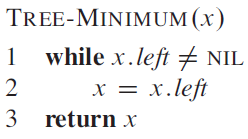 TREE-MINIMUM(x)
1 while x.left ≠ NIL
2 x = x.left
3 return x